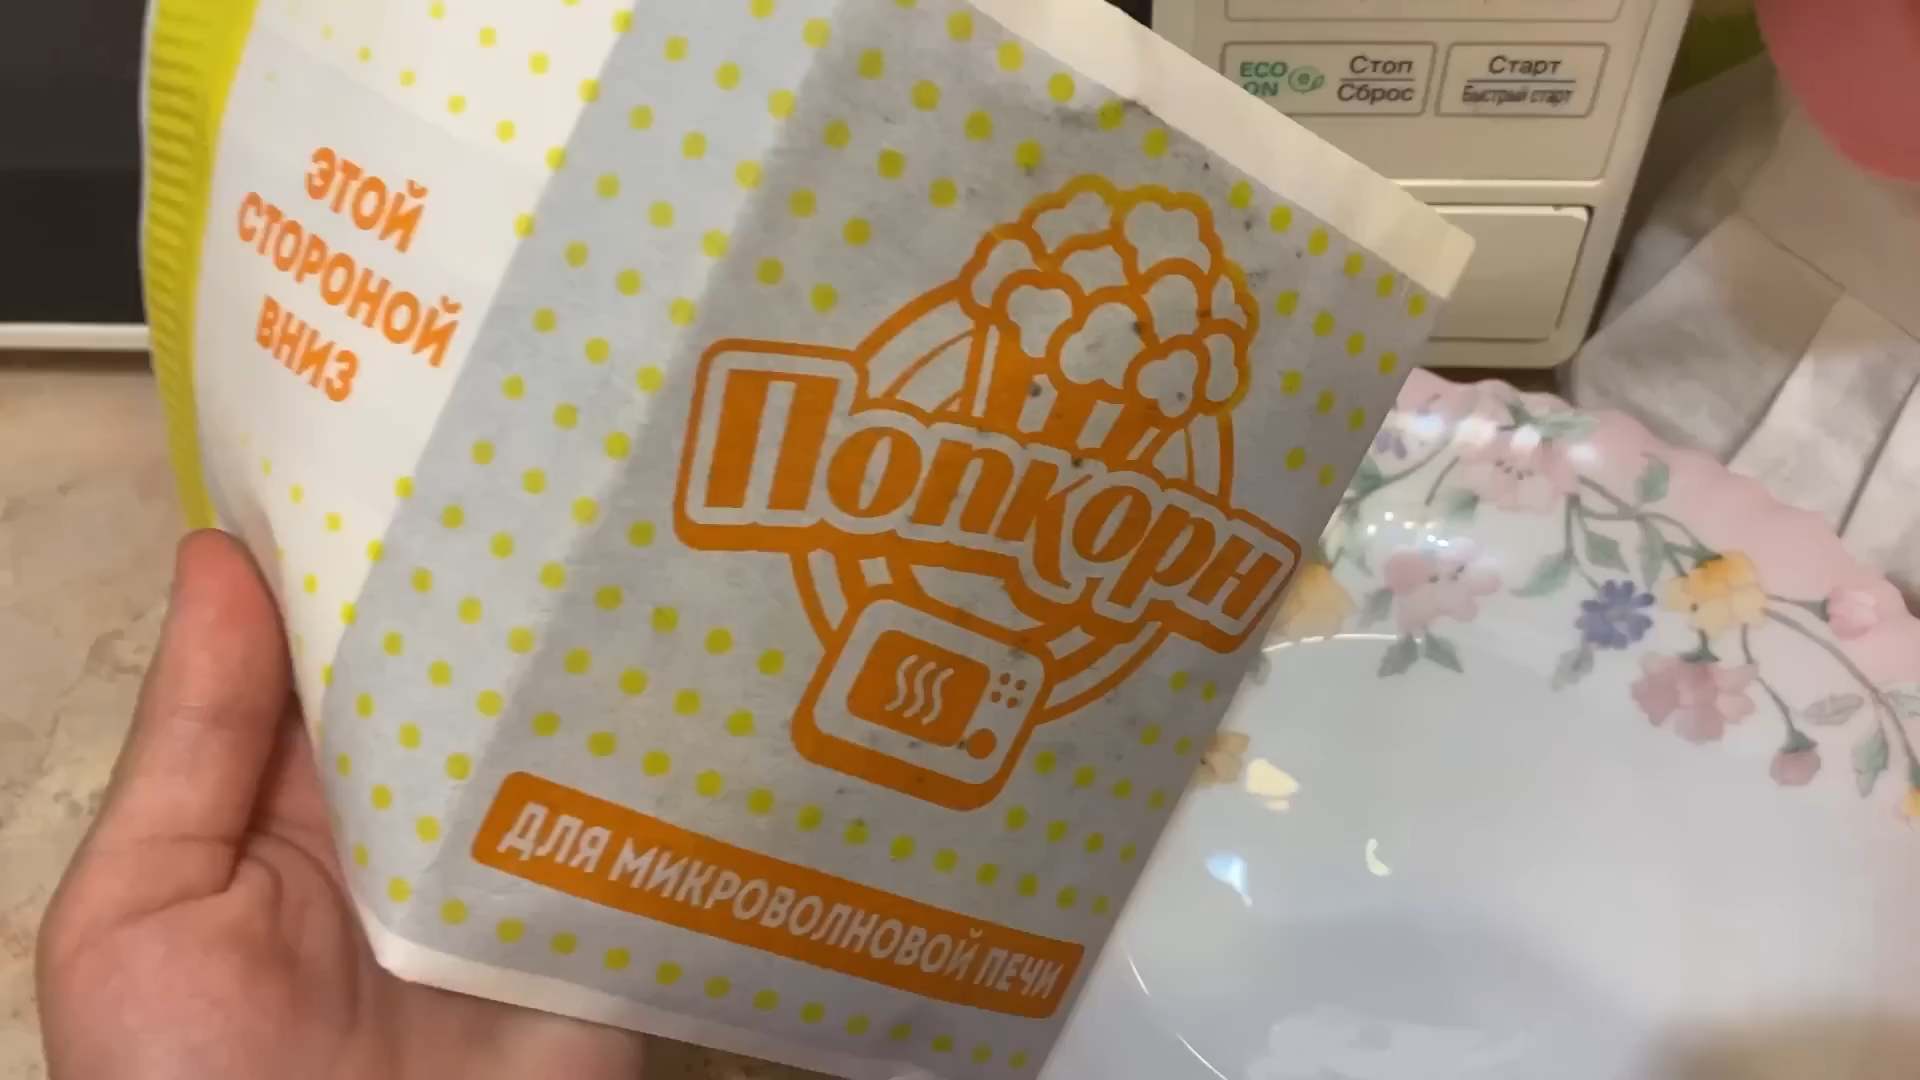 ЭТОЙ
СТОРОНОЙ
ВНИЗ
Попкорн
ДЛЯ МИКРОВОЛНОВОЙ ПЕЧИ
ECO
ON
Стоп
Сброс
Старт
Быстрый старт